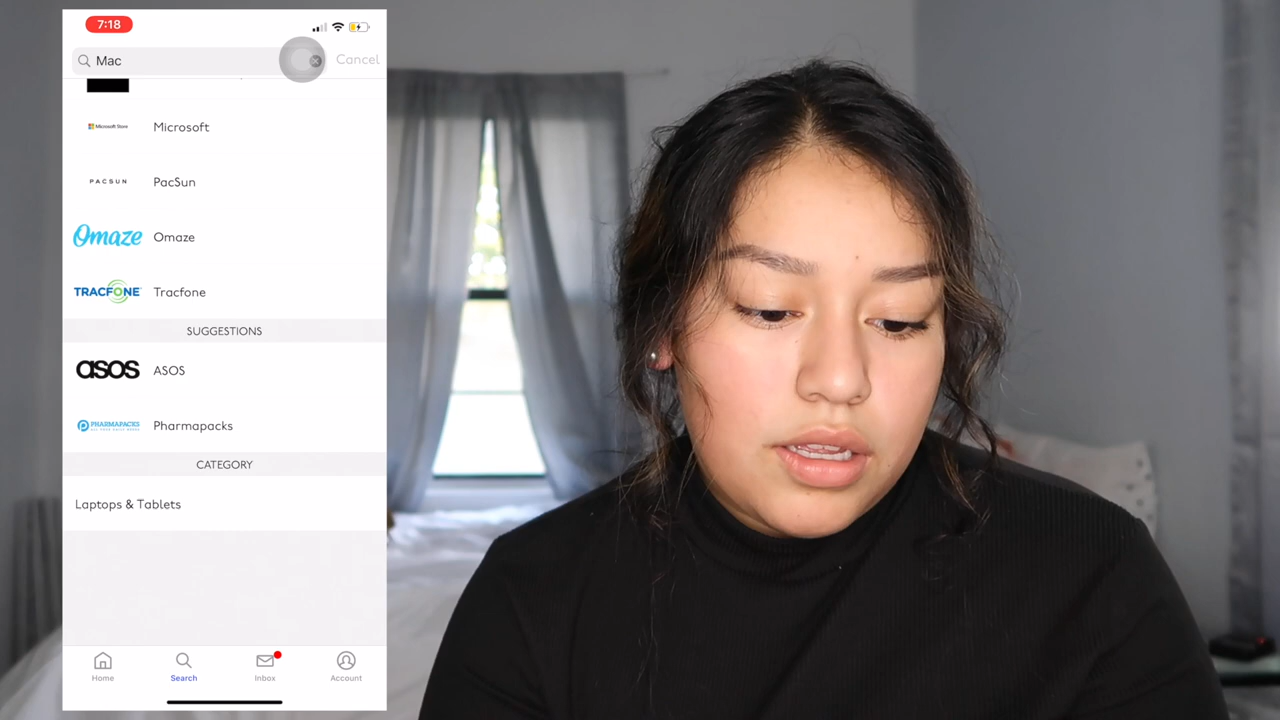 7:18
Mac
Cancel
Microsoft Store
Microsoft
PACSUN
PacSun
Omaze
Omaze
TRACFONE
Tracfone
SUGGESTIONS
asos
ASOS
PHARMAPACKS
Pharmapacks
CATEGORY
Laptops & Tablets
Home
Search
Inbox
Account